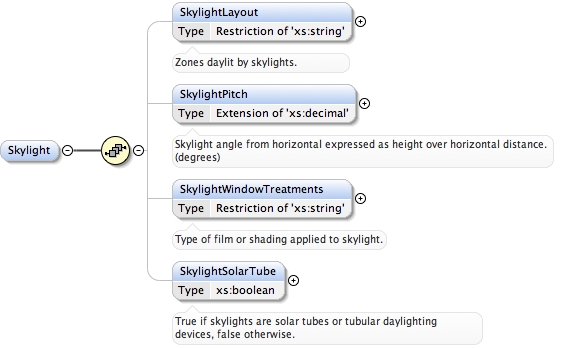 SkylightLayout
Type Restriction of 'xs:string'
Zones daylit by skylights.
SkylightPitch
Type Extension of 'xs:decimal'
Skylight angle from horizontal expressed as height over horizontal distance.
(degrees)
Skylight
SkylightWindowTreatments
Type Restriction of 'xs:string'
Type of film or shading applied to skylight.
SkylightSolarTube
Type xs:boolean
True if skylights are solar tubes or tubular daylighting
devices, false otherwise.